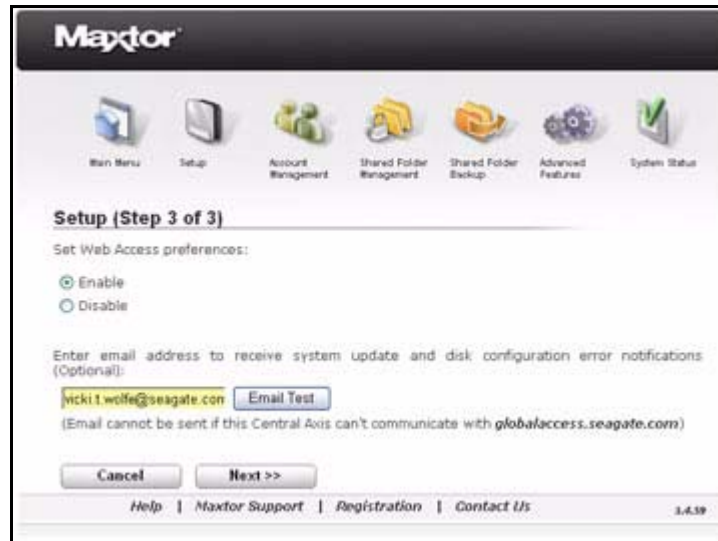 Maxtor
Main Menu
Setup
Account Management
Shared Folder Management
Shared Folder Backup
Advanced Features
System Status
Setup (Step 3 of 3)
Set Web Access preferences:
Enable
Disable
Enter email address to receive system update and disk configuration error notifications
(Optional):
vicki.t.wolfe@seagate.com Email Test
(Email cannot be sent if this Central Axis can't communicate with globalaccess.seagate.com)
Cancel Next >>
Help | Maxtor Support | Registration | Contact Us